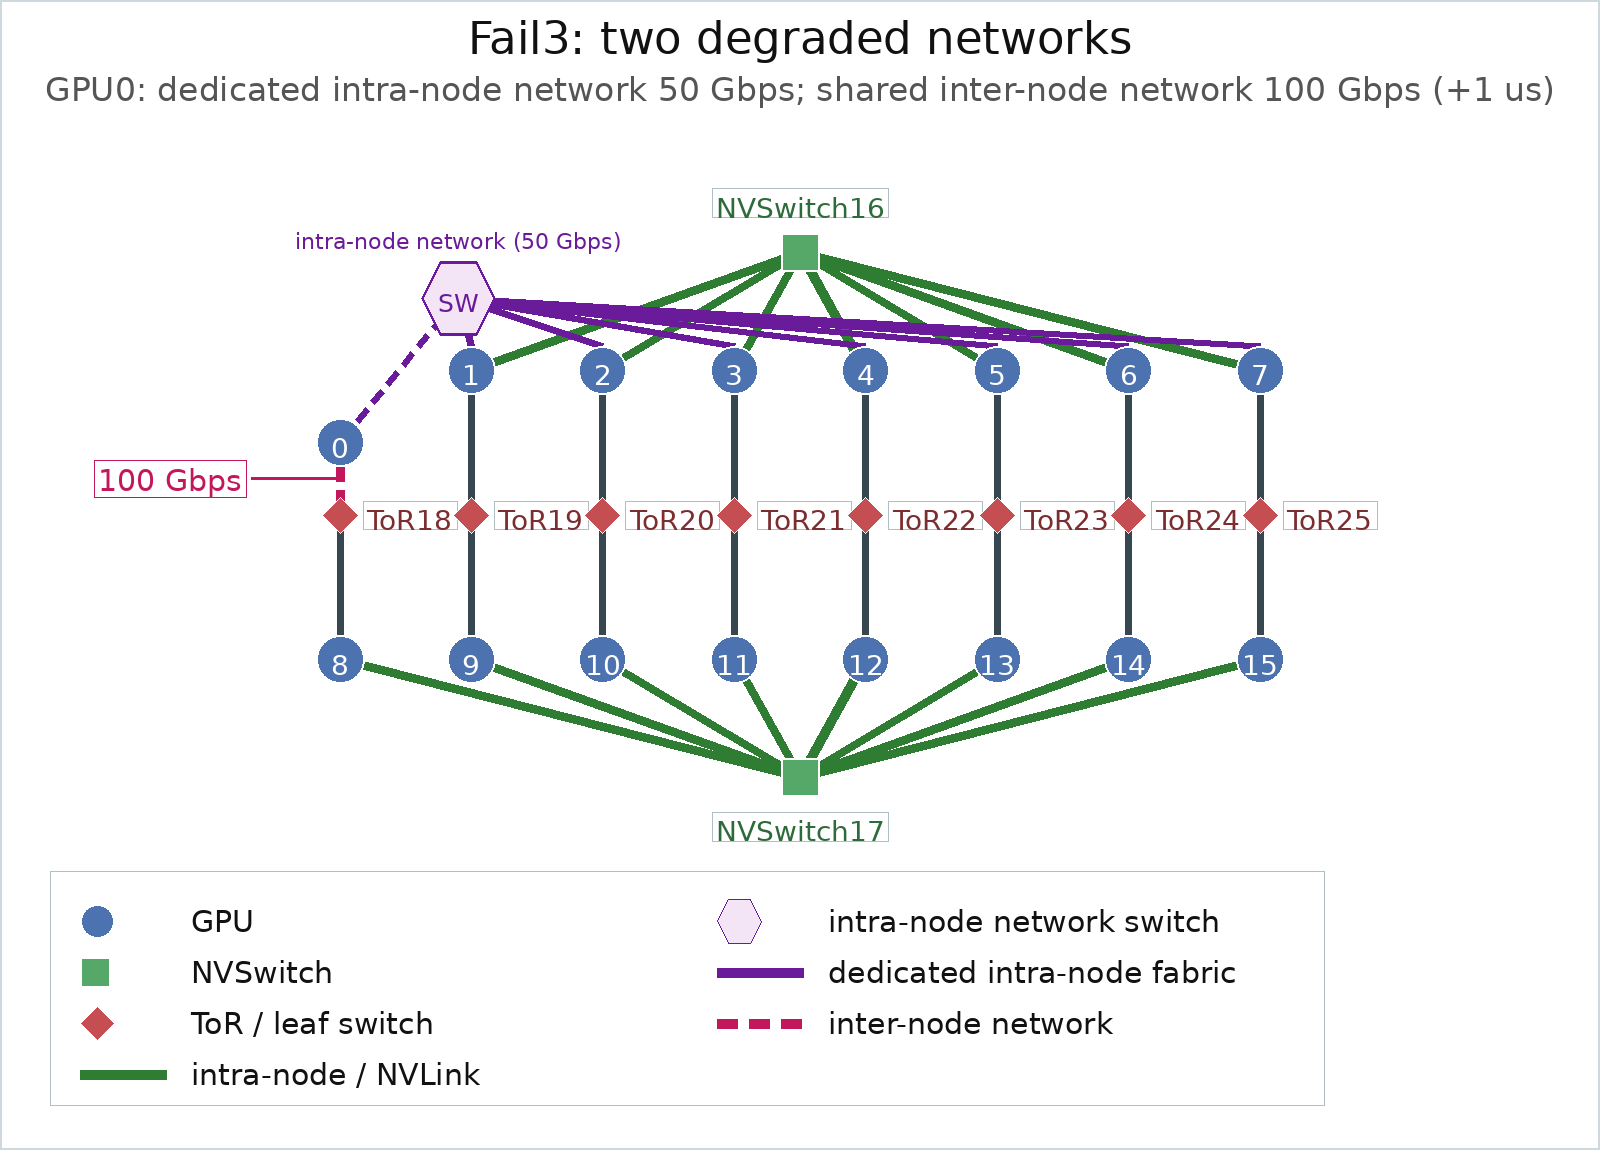 Fail3: two degraded networks
GPU0: dedicated intra-node network 50 Gbps; shared inter-node network 100 Gbps (+1 us)
NVSwitch16
intra-node network (50 Gbps)
SW
1 2 3 4 5 6 7
0
100 Gbps
ToR18 ToR19 ToR20 ToR21 ToR22 ToR23 ToR24 ToR25
8 9 10 11 12 13 14 15
NVSwitch17
GPU
NVSwitch
ToR / leaf switch
intra-node / NVLink
intra-node network switch
dedicated intra-node fabric
inter-node network